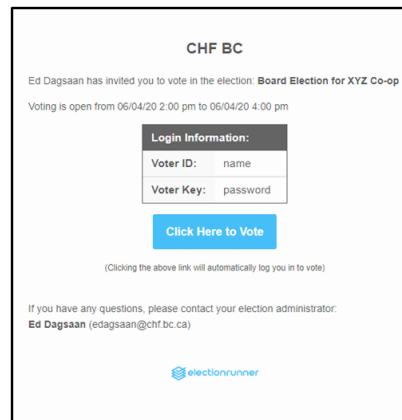 CHF BC
Ed Dagsaan has invited you to vote in the election: Board Election for XYZ Co-op
Voting is open from 06/04/20 2:00 pm to 06/04/20 4:00 pm
Login Information:
Voter ID: name
Voter Key: password
Click Here to Vote
(Clicking the above link will automatically log you in to vote)
If you have any questions, please contact your election administrator:
Ed Dagsaan (edagsaan@chf.bc.ca)
electionrunner